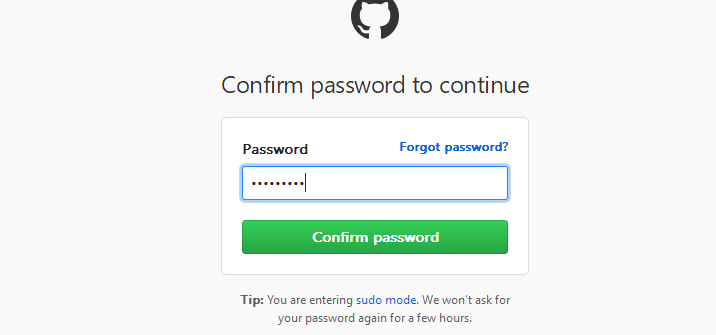 Confirm password to continue
Password
Forgot password?
•••••••••
Confirm password
Tip: You are entering sudo mode. We won't ask for
your password again for a few hours.